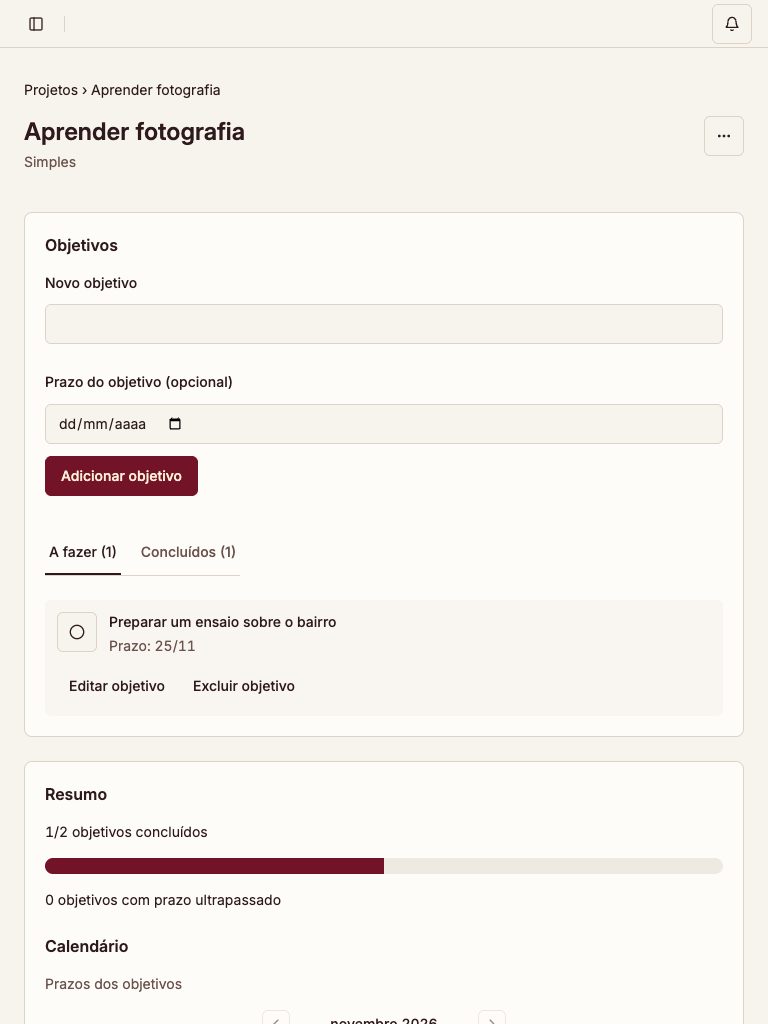 Projetos › Aprender fotografia
Aprender fotografia
Simples
Objetivos
Novo objetivo
Prazo do objetivo (opcional)
dd/mm/aaaa
Adicionar objetivo
A fazer (1) Concluídos (1)
Preparar um ensaio sobre o bairro
Prazo: 25/11
Editar objetivo Excluir objetivo
Resumo
1/2 objetivos concluídos
0 objetivos com prazo ultrapassado
Calendário
Prazos dos objetivos
novembro 2026